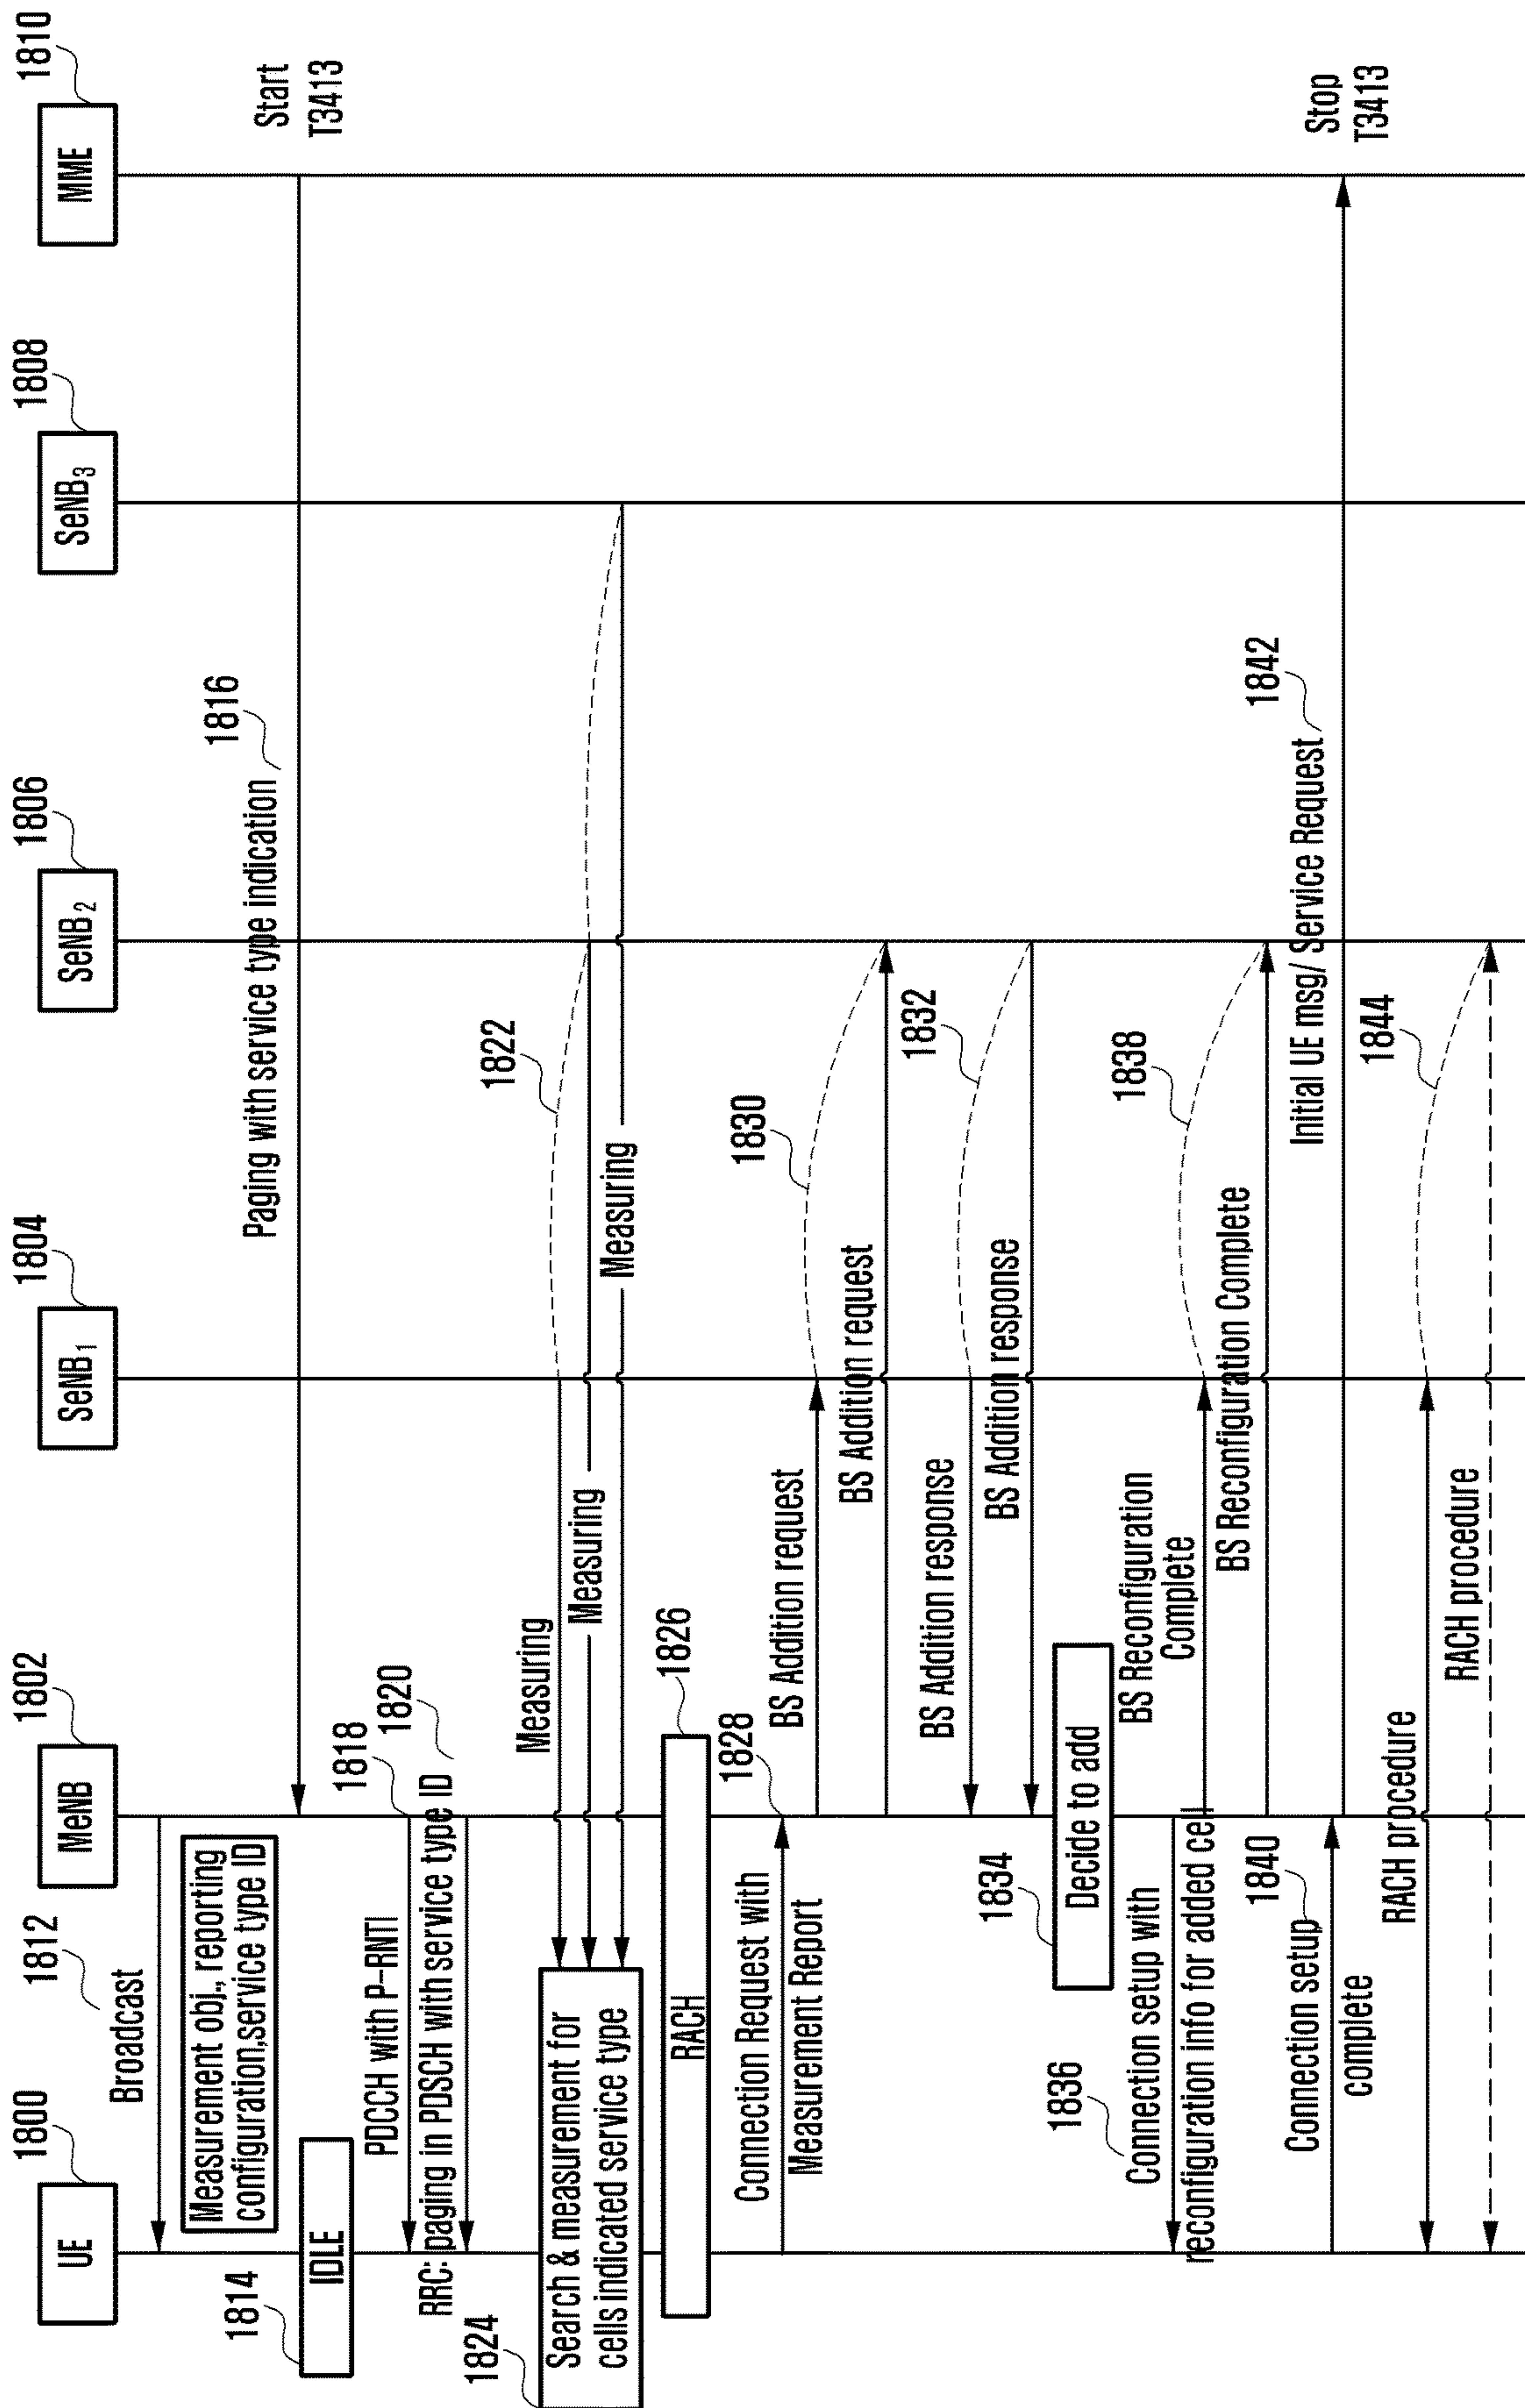 1800
UE
1802
MeNB
1804
SeNB1
1806
SeNB2
1808
SeNB3
1810
MME
1812
Broadcast
Measurement obj., reporting
configuration,service type ID
1814
IDLE
Paging with service type indication
1816
Start
T3413
PDCCH with P-RNTI
1818
RRC: paging in PDSCH with service type ID
1820
1822
Measuring
Measuring
Measuring
1824
Search & measurement for
cells indicated service type
RACH
1826
Connection Request with
Measurement Report
1828
BS Addition request
1830
BS Addition request
BS Addition response
1832
BS Addition response
1834
Decide to add
1836
Connection setup with
reconfiguration info for added cell
BS Reconfiguration
Complete
1838
BS Reconfiguration Complete
Connection setup
complete
1840
Initial UE msg/ Service Request
1842
Stop
T3413
RACH procedure
1844
RACH procedure